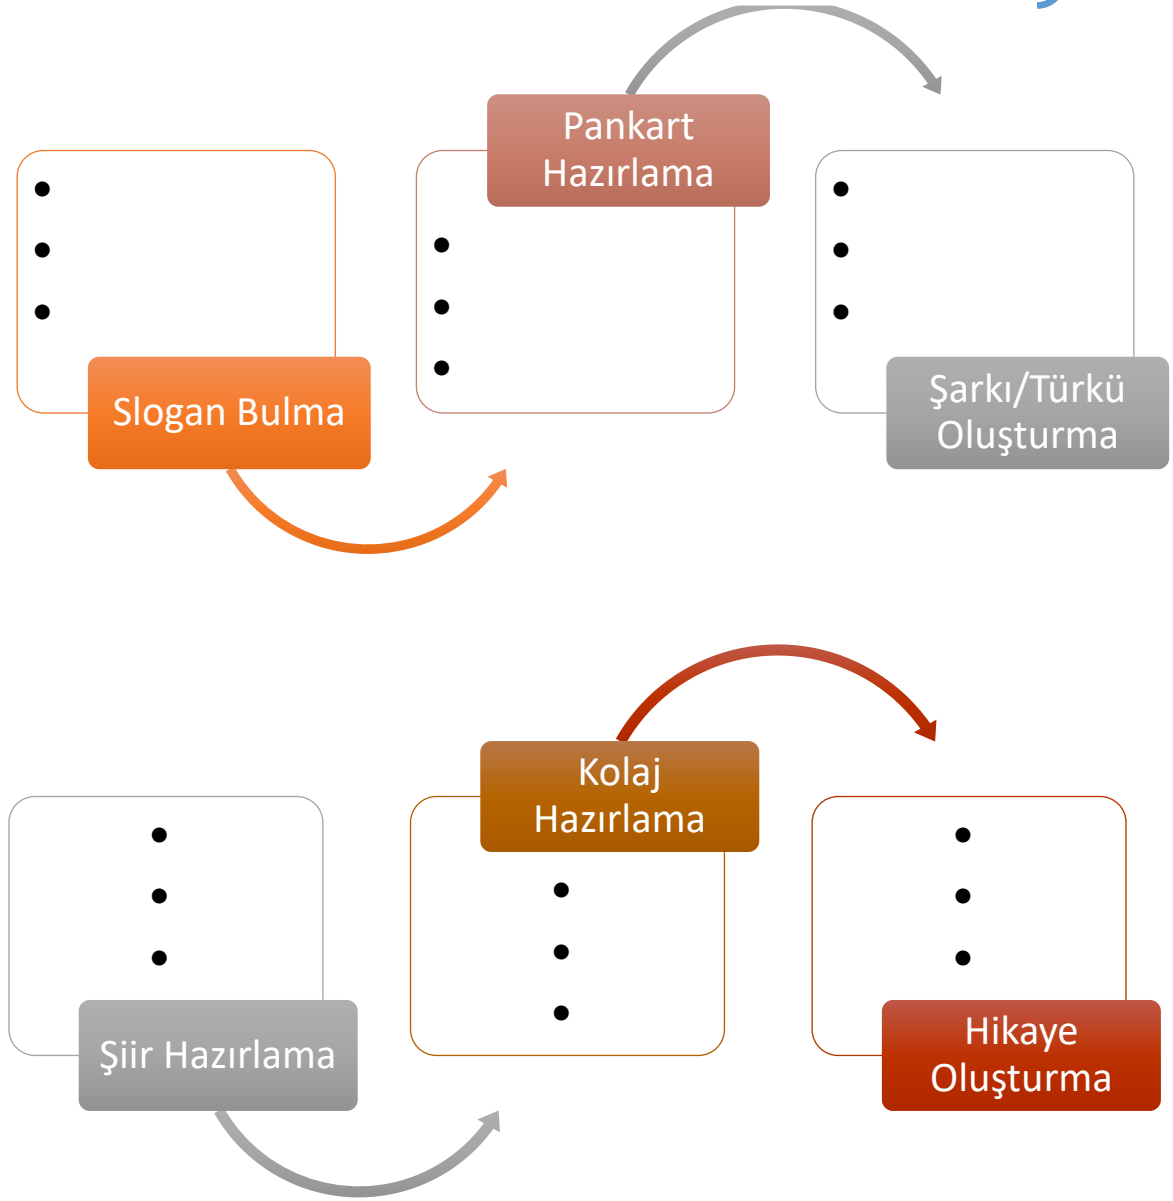 Pankart
Hazırlama
Slogan Bulma
Şarkı/Türkü
Oluşturma
Kolaj
Hazırlama
Şiir Hazırlama
Hikaye
Oluşturma